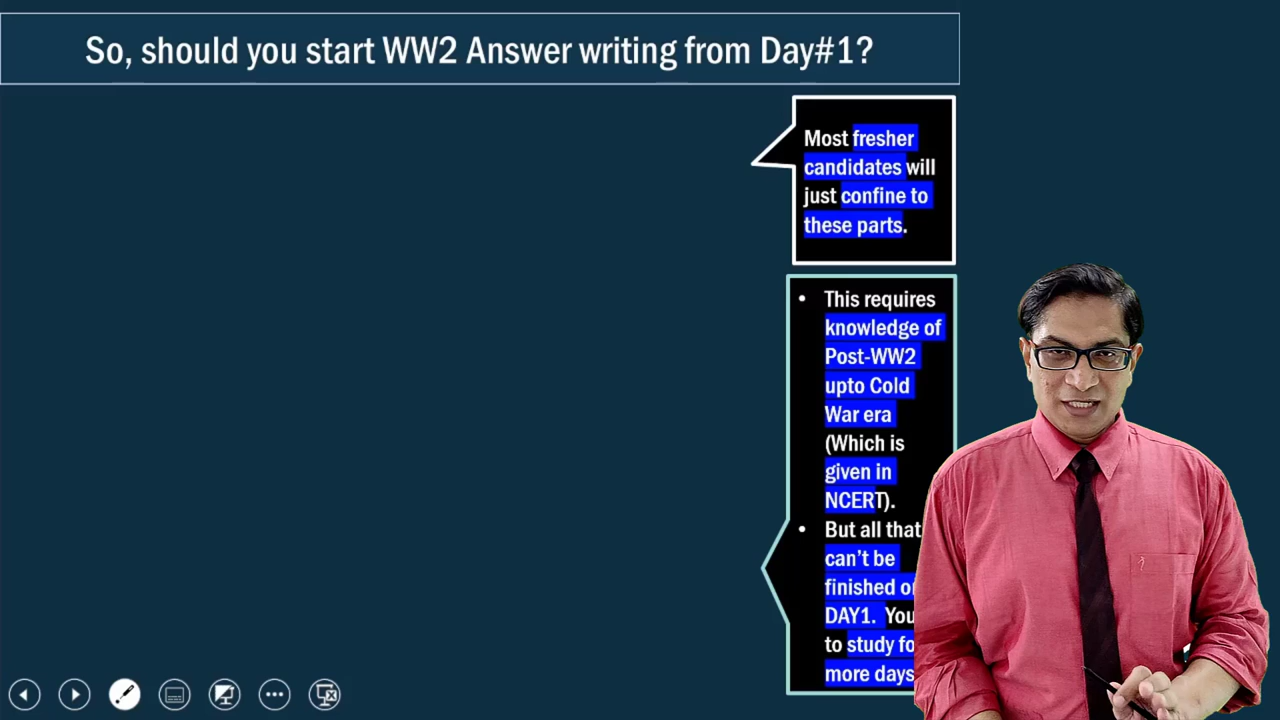 So, should you start WW2 Answer writing from Day#1?
Most fresher
candidates will
just confine to
these parts.
• This requires
knowledge of
Post-WW2
upto Cold
War era
(Which is
given in
NCERT).
• But all that
can't be
finished
DAY1. You
to study
more days